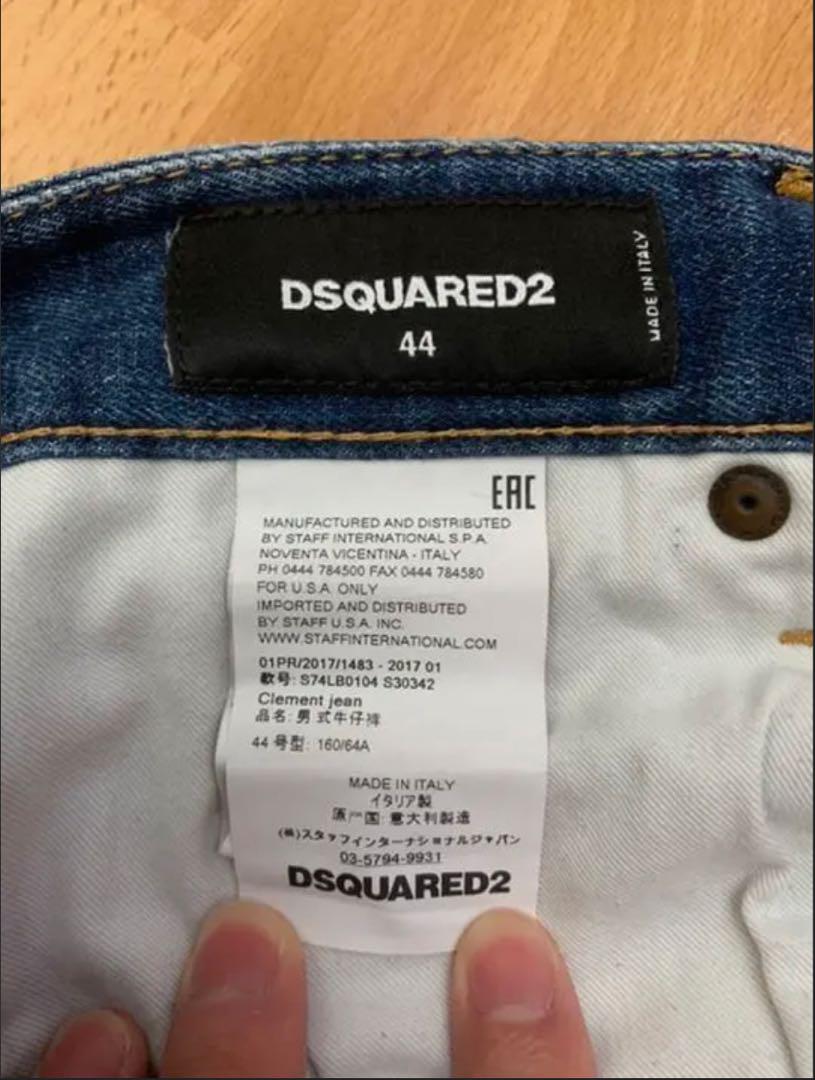 DSQUARED2
44
MADE IN ITALY
EAC
MANUFACTURED AND DISTRIBUTED
BY STAFF INTERNATIONAL S.P.A.
NOVENTA VICENTINA - ITALY
PH 0444 784500 FAX 0444 784580
FOR U.S.A. ONLY
IMPORTED AND DISTRIBUTED
BY STAFF U.S.A. INC.
WWW.STAFFINTERNATIONAL.COM
01PR/2017/1483 - 2017 01
款号: S74LB0104 S30342
Clement jean
品名: 男式牛仔裤
44 号型: 160/64A
MADE IN ITALY
イタリア製
原产国: 意大利製造
(株)スタッフインターナショナルジャパン
03-5794-9931
DSQUARED2